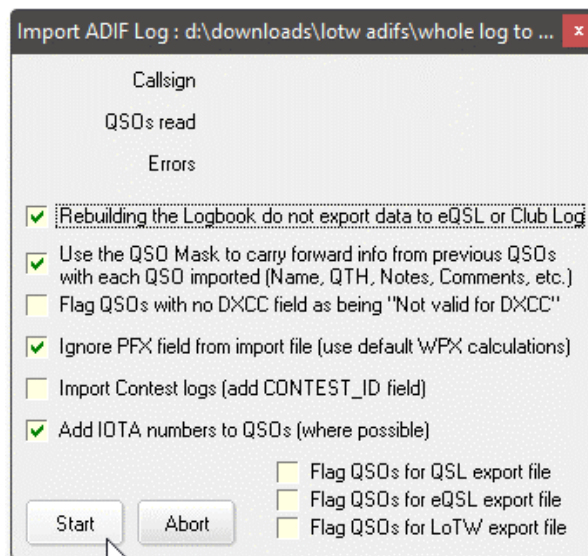 Import ADIF Log : d:\downloads\lotw adifs\whole log to ...
x
Callsign
QSOs read
Errors
Rebuilding the Logbook do not export data to eQSL or Club Log
Use the QSO Mask to carry forward info from previous QSOs
with each QSO imported (Name, QTH, Notes, Comments, etc.)
Flag QSOs with no DXCC field as being "Not valid for DXCC"
Ignore PFX field from import file (use default WPX calculations)
Import Contest logs (add CONTEST_ID field)
Add IOTA numbers to QSOs (where possible)
Flag QSOs for QSL export file
Flag QSOs for eQSL export file
Flag QSOs for LoTW export file
Start
Abort